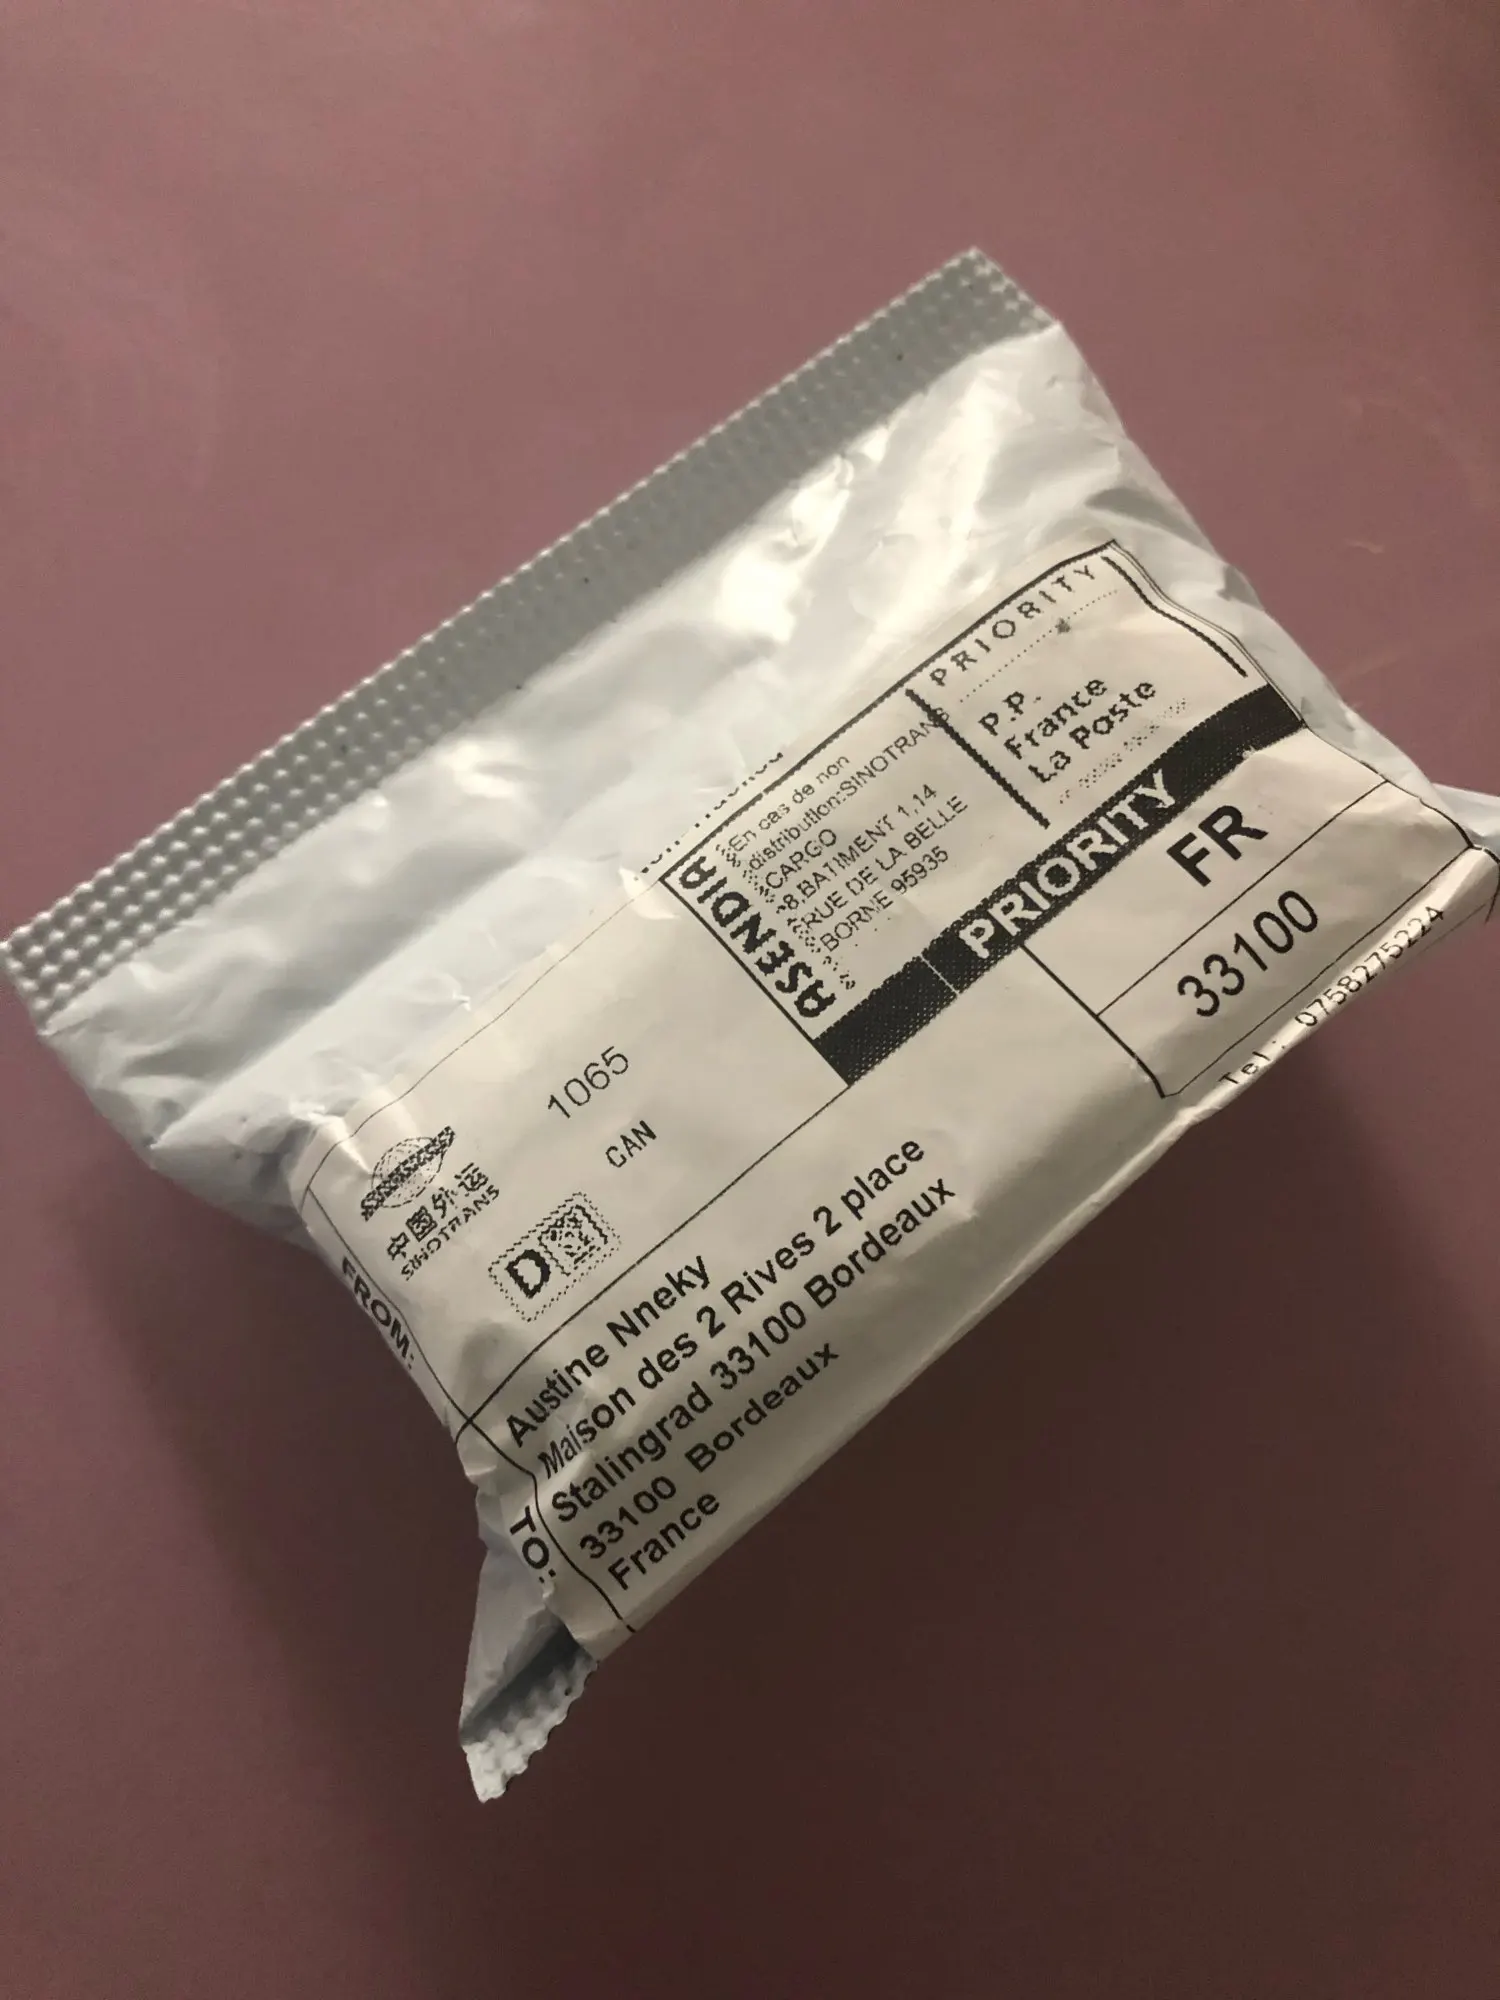 ASENDIA
En cas de non
distribution:SINOTRANS
CARGO
8,BATIMENT 1,14
RUE DE LA BELLE
BORNE 95935
PRIORITY
P.P.
France
La Poste
PRIORITY
FR
33100
Tel:
1065
CAN
中国外运
SINOTRANS
D
FROM:
TO:
Austine Nneky
Maison des 2 Rives 2 place
Stalingrad 33100 Bordeaux
33100 Bordeaux
France